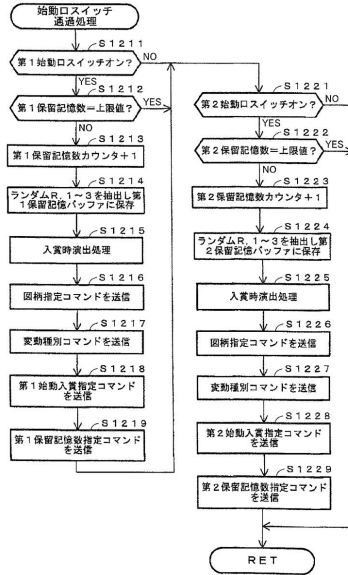 始動口スイッチ
通過処理
S1211
第1始動口スイッチオン？
NO
YES
S1212
第1保留記憶数＝上限値？
YES
NO
S1213
第1保留記憶数カウンタ＋1
S1214
ランダムR，1～3を抽出し第
1保留記憶バッファに保存
S1215
入賞時演出処理
S1216
図柄指定コマンドを送信
S1217
変動種別コマンドを送信
S1218
第1始動入賞指定コマンド
を送信
S1219
第1保留記憶数指定コマンド
を送信
S1221
第2始動口スイッチオン？
NO
YES
S1222
第2保留記憶数＝上限値？
YES
NO
S1223
第2保留記憶数カウンタ＋1
S1224
ランダムR，1～3を抽出し第
2保留記憶バッファに保存
S1225
入賞時演出処理
S1226
図柄指定コマンドを送信
S1227
変動種別コマンドを送信
S1228
第2始動入賞指定コマンド
を送信
S1229
第2保留記憶数指定コマンド
を送信
RET